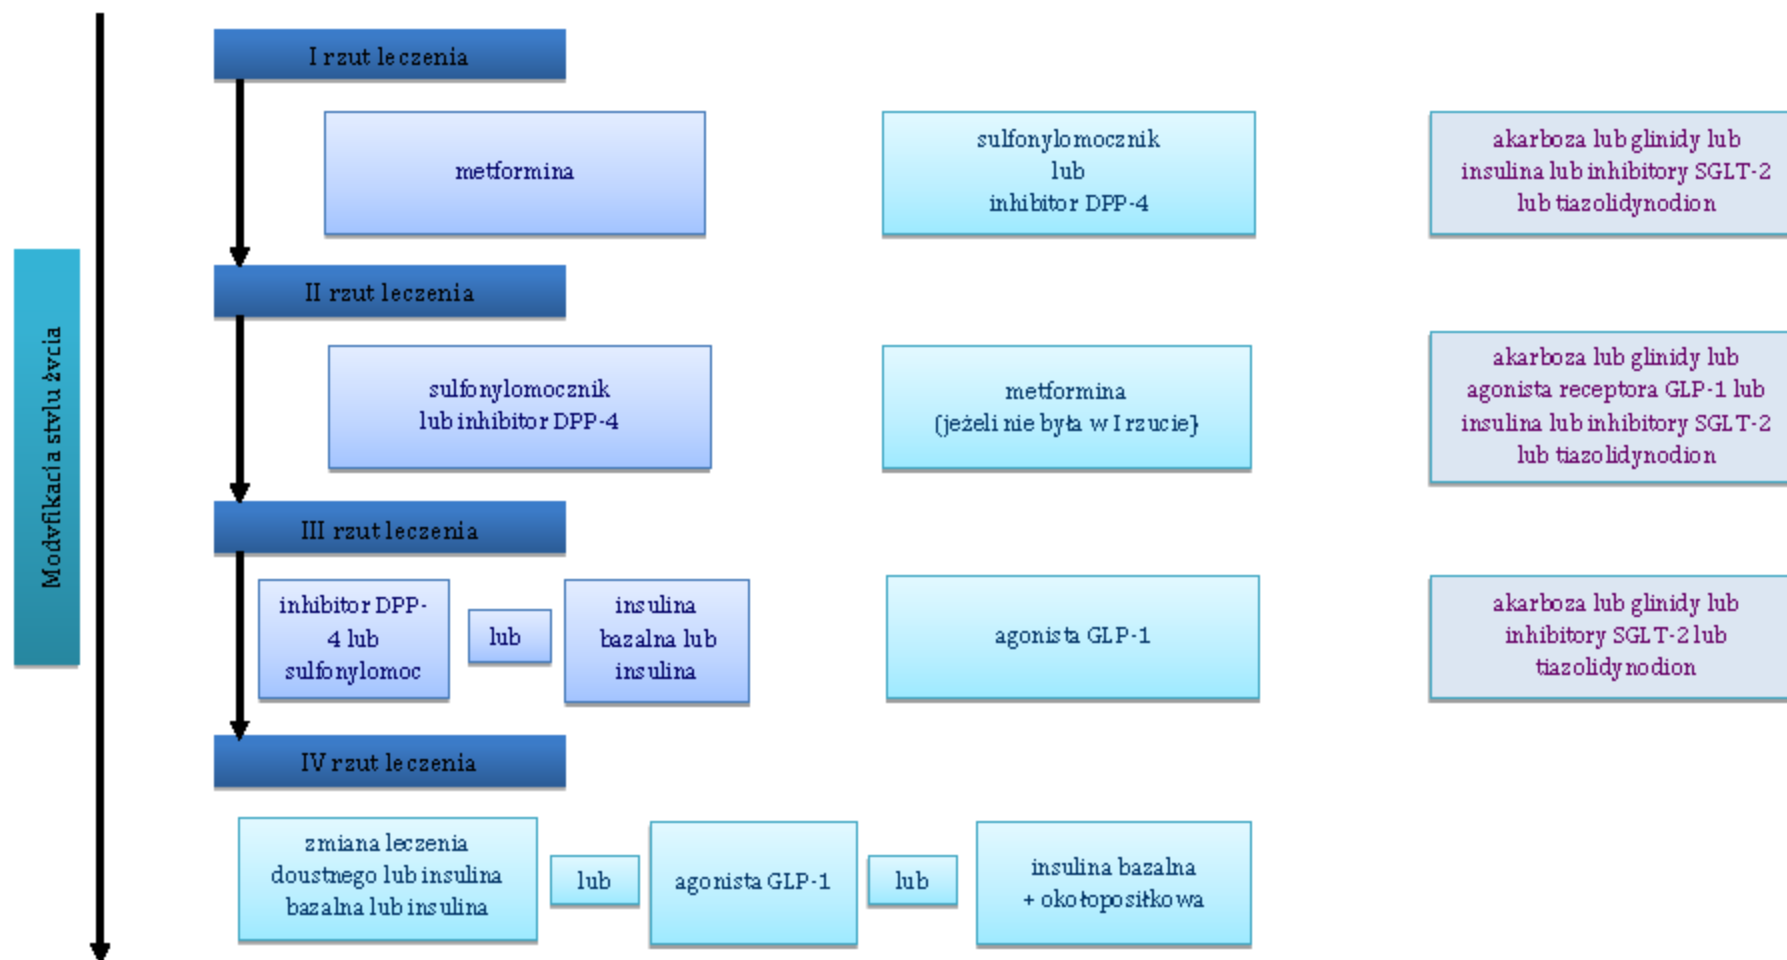 I rzut leczenia
metformina
sulfonylomocznik
lub
inhibitor DPP-4
akarboza lub glinidy lub
insulina lub inhibitory SGLT-2
lub tiazolidynodion
II rzut leczenia
Modyfikacja stylu życia
sulfonylomocznik
lub inhibitor DPP-4
metformina
(jeżeli nie była w I rzucie}
akarboza lub glinidy lub
agonista receptora GLP-1 lub
insulina lub inhibitory SGLT-2
lub tiazolidynodion
III rzut leczenia
inhibitor DPP-
4 lub
sulfonylomoc
lub
insulina
bazalna lub
insulina
agonista GLP-1
akarboza lub glinidy lub
inhibitory SGLT-2 lub
tiazolidynodion
IV rzut leczenia
zmiana leczenia
doustnego lub insulina
bazalna lub insulina
lub
agonista GLP-1
lub
insulina bazalna
+ okołoposiłkowa